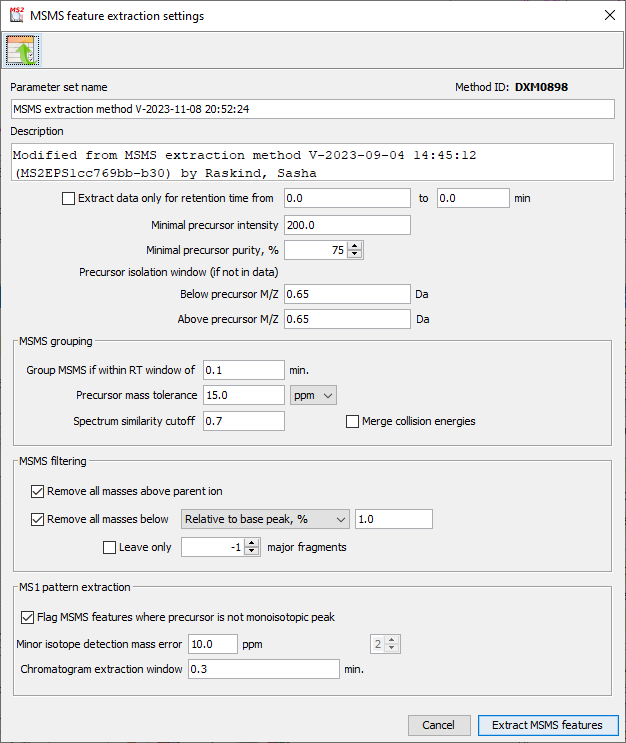 MS2 MSMS feature extraction settings
Parameter set name Method ID: DXM0898
MSMS extraction method V-2023-11-08 20:52:24
Description
Modified from MSMS extraction method V-2023-09-04 14:45:12
(MS2EPS1cc769bb-b30) by Raskind, Sasha
Extract data only for retention time from 0.0 to 0.0 min
Minimal precursor intensity 200.0
Minimal precursor purity, % 75
Precursor isolation window (if not in data)
Below precursor M/Z 0.65 Da
Above precursor M/Z 0.65 Da
MSMS grouping
Group MSMS if within RT window of 0.1 min.
Precursor mass tolerance 15.0 ppm
Spectrum similarity cutoff 0.7 Merge collision energies
MSMS filtering
Remove all masses above parent ion
Remove all masses below Relative to base peak, % 1.0
Leave only -1 major fragments
MS1 pattern extraction
Flag MSMS features where precursor is not monoisotopic peak
Minor isotope detection mass error 10.0 ppm 2
Chromatogram extraction window 0.3 min.
Cancel Extract MSMS features